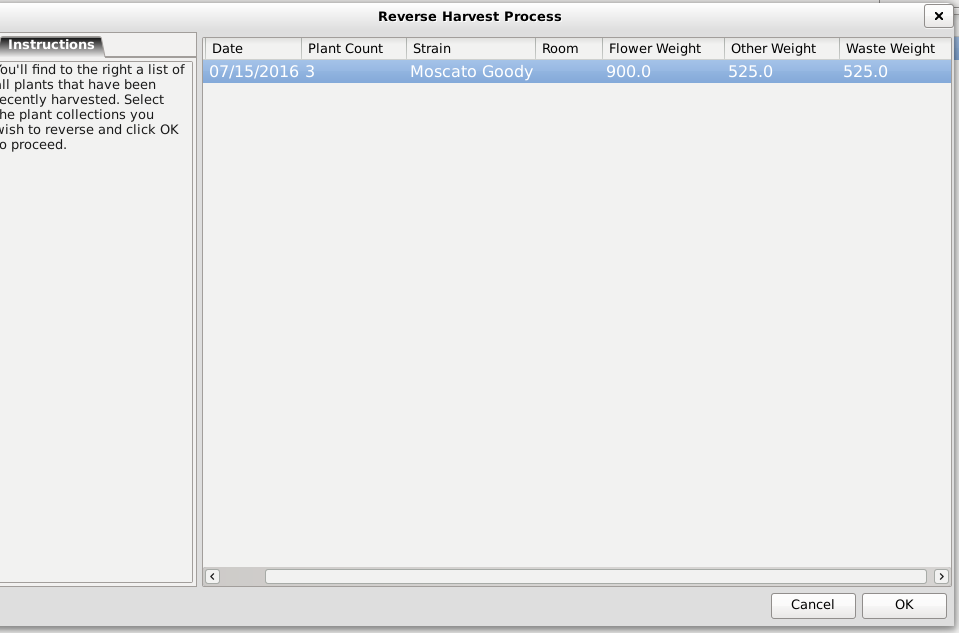 Reverse Harvest Process
Instructions
ou'll find to the right a list of
ll plants that have been
ecently harvested. Select
he plant collections you
wish to reverse and click OK
o proceed.
Date Plant Count Strain Room Flower Weight Other Weight Waste Weight
07/15/2016 3 Moscato Goody 900.0 525.0 525.0
Cancel OK